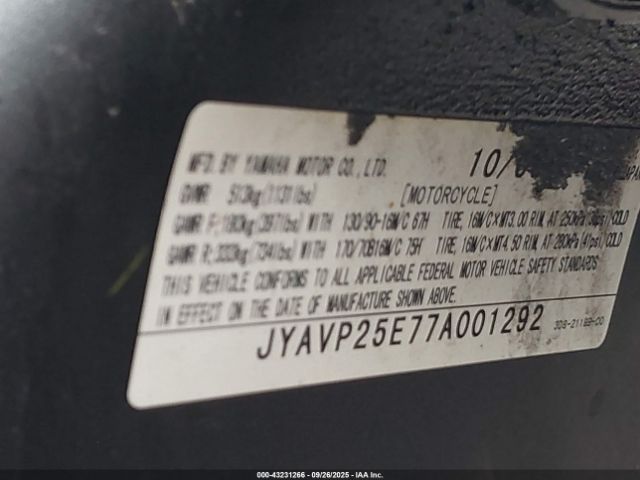 MFD. BY YAMAHA MOTOR CO., LTD. 10/0
GVWR 513kg(1131lbs) [MOTORCYCLE]
GAWR F:180kg(397lbs) WITH 130/90-16M/C 67H TIRE, 16M/C×MT3.00 RIM, AT 250kPa COLD
GAWR R:333kg(734lbs) WITH 170/70B16M/C 75H TIRE, 16M/C×MT4.50 RIM, AT 280kPa(41psi) COLD
THIS VEHICLE CONFORMS TO ALL APPLICABLE FEDERAL MOTOR VEHICLE SAFETY STANDARDS
IN EFFECT ON THE DATE OF MANUFACTURE SHOWN ABOVE.
JYAVP25E77A001292
000-43231266 - 09/26/2025 - IAA Inc.